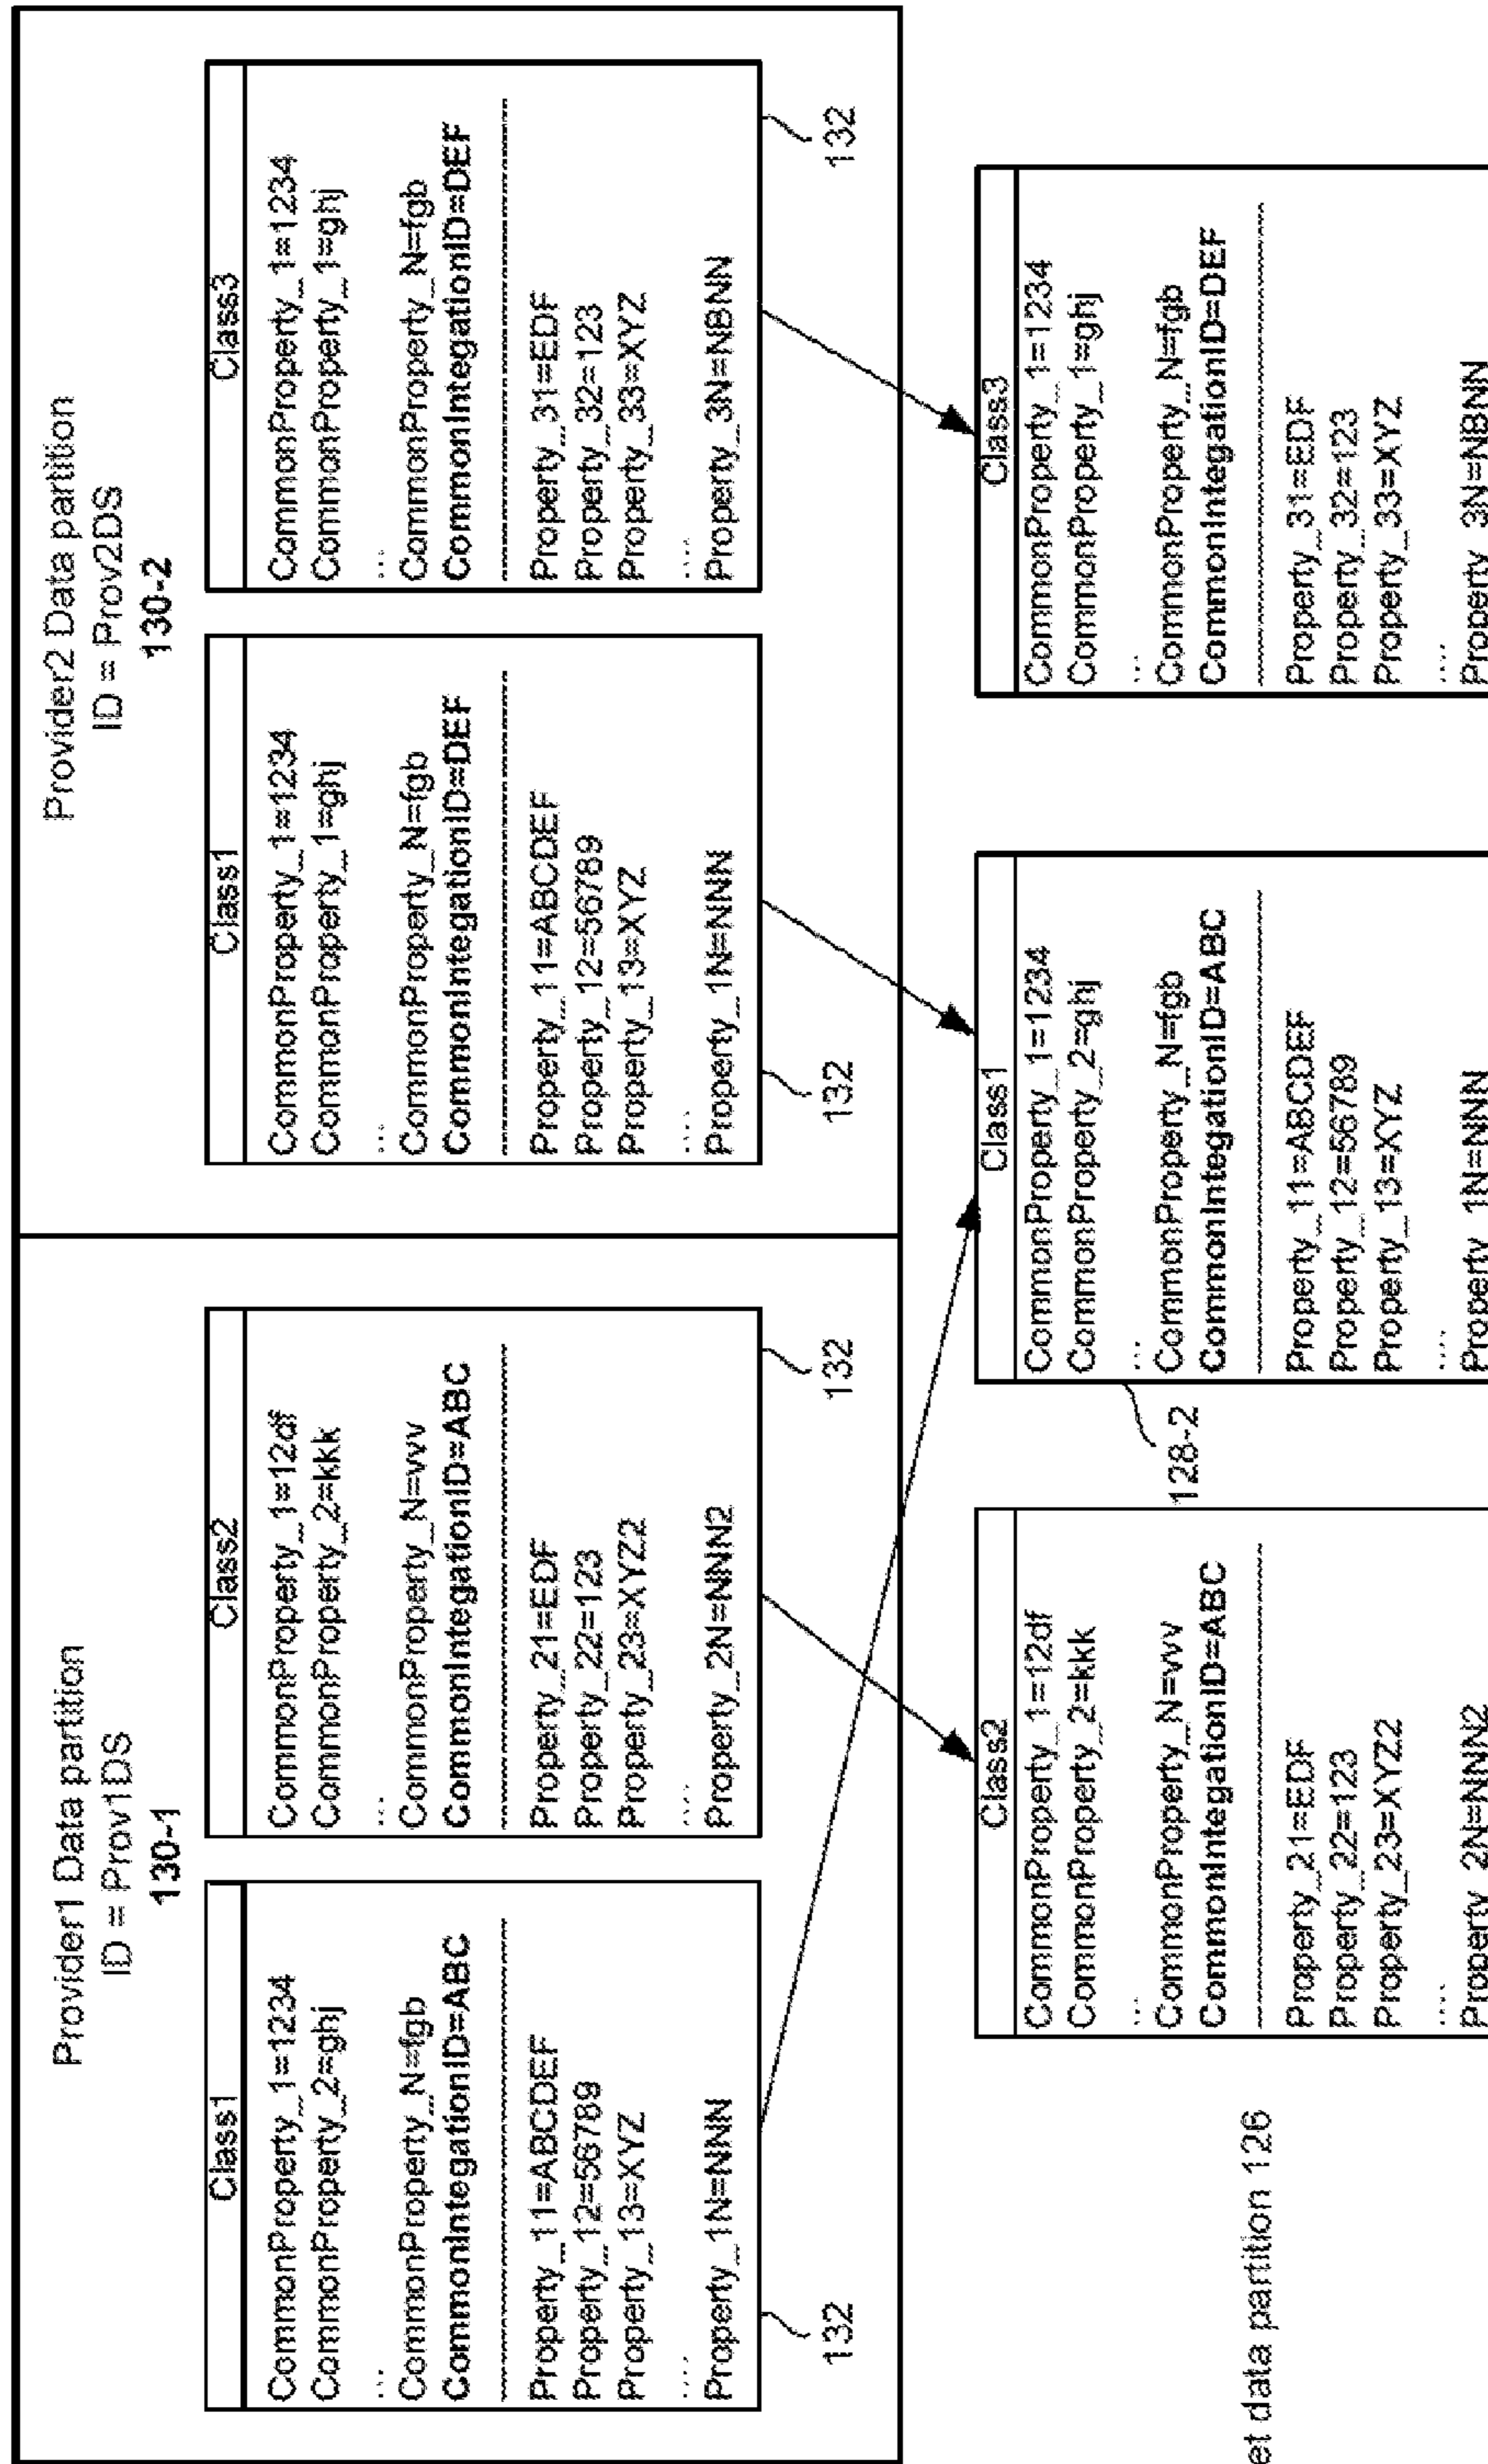 Provider1 Data partition
ID = Prov1DS
130-1
Class1
CommonProperty_1=1234
CommonProperty_2=ghj
...
CommonProperty_N=fgb
CommonIntegationID=ABC
Property_11=ABCDEF
Property_12=56789
Property_13=XYZ
....
Property_1N=NNN
132
Class2
CommonProperty_1=12df
CommonProperty_2=kkk
...
CommonProperty_N=vvv
CommonIntegationID=ABC
Property_21=EDF
Property_22=123
Property_23=XYZ2
....
Property_2N=NNN2
132
Provider2 Data partition
ID = Prov2DS
130-2
Class1
CommonProperty_1=1234
CommonProperty_1=ghj
...
CommonProperty_N=fgb
CommonIntegationID=DEF
Property_11=ABCDEF
Property_12=56789
Property_13=XYZ
....
Property_1N=NNN
132
Class3
CommonProperty_1=1234
CommonProperty_1=ghj
...
CommonProperty_N=fgb
CommonIntegationID=DEF
Property_31=EDF
Property_32=123
Property_33=XYZ
....
Property_3N=NBNN
132
et data partition 126
Class2
CommonProperty_1=12df
CommonProperty_2=kkk
...
CommonProperty_N=vvv
CommonIntegationID=ABC
Property_21=EDF
Property_22=123
Property_23=XYZ2
....
Property_2N=NNN2
128-2
Class1
CommonProperty_1=1234
CommonProperty_2=ghj
...
CommonProperty_N=fgb
CommonIntegationID=ABC
Property_11=ABCDEF
Property_12=56789
Property_13=XYZ
....
Property_1N=NNN
Class3
CommonProperty_1=1234
CommonProperty_1=ghj
...
CommonProperty_N=fgb
CommonIntegationID=DEF
Property_31=EDF
Property_32=123
Property_33=XYZ
....
Property_3N=NBNN